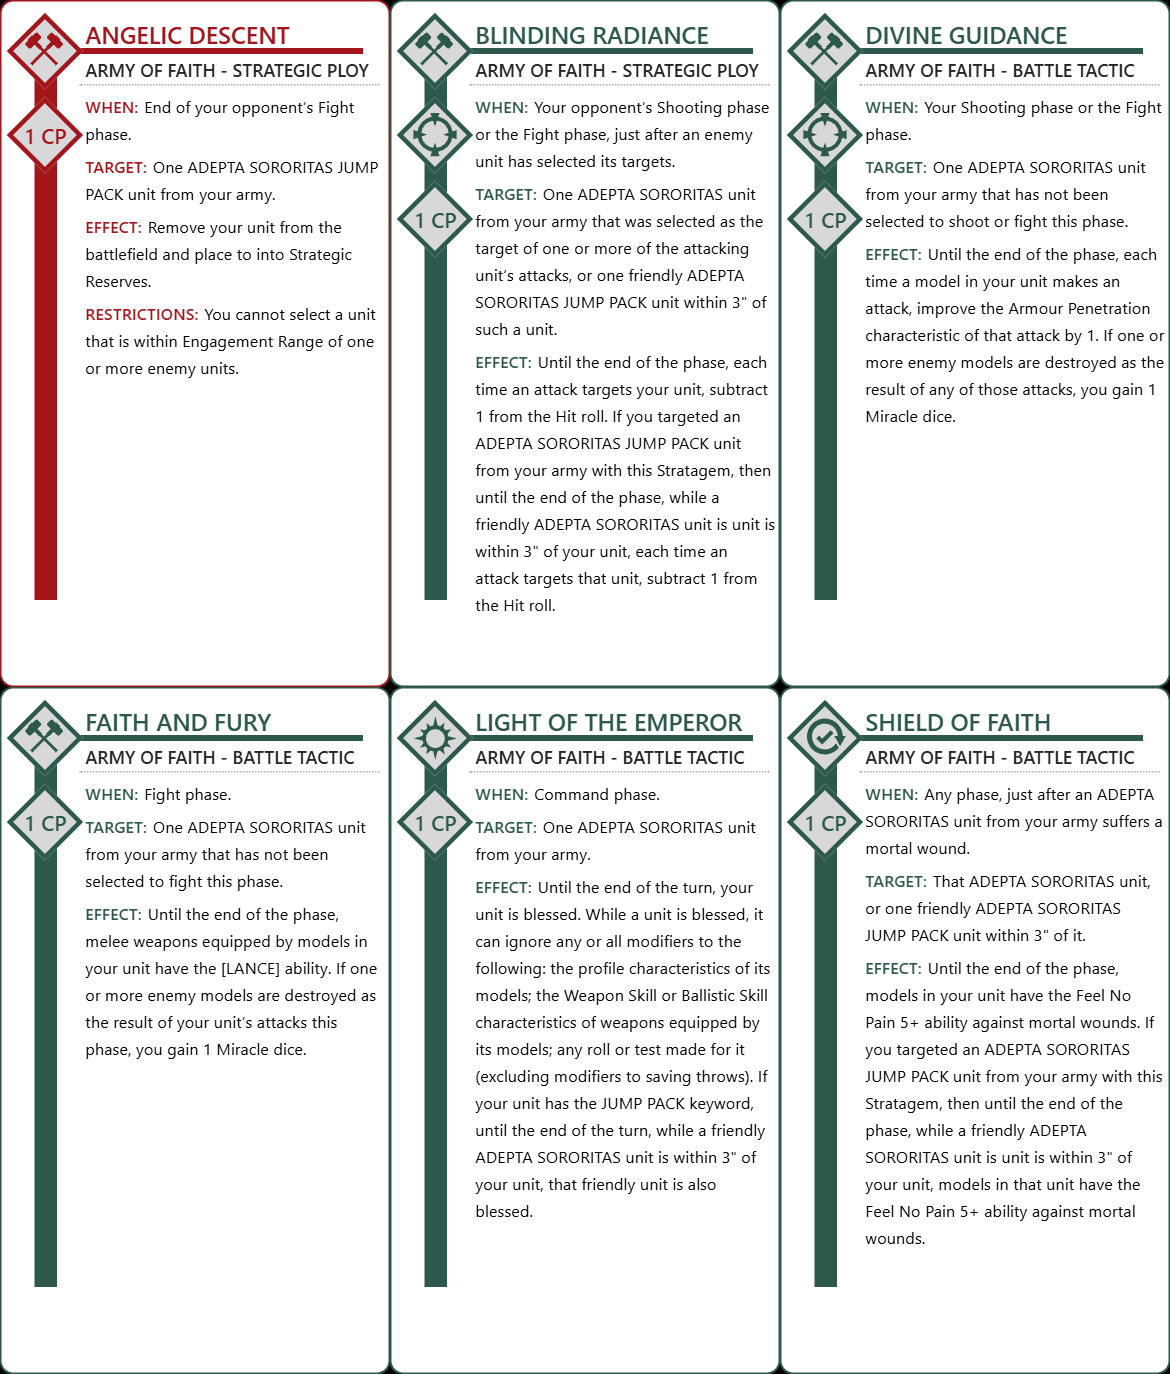 ANGELIC DESCENT
ARMY OF FAITH - STRATEGIC PLOY
1 CP
WHEN: End of your opponent's Fight
phase.
TARGET: One ADEPTA SORORITAS JUMP
PACK unit from your army.
EFFECT: Remove your unit from the
battlefield and place to into Strategic
Reserves.
RESTRICTIONS: You cannot select a unit
that is within Engagement Range of one
or more enemy units.
BLINDING RADIANCE
ARMY OF FAITH - STRATEGIC PLOY
1 CP
WHEN: Your opponent's Shooting phase
or the Fight phase, just after an enemy
unit has selected its targets.
TARGET: One ADEPTA SORORITAS unit
from your army that was selected as the
target of one or more of the attacking
unit's attacks, or one friendly ADEPTA
SORORITAS JUMP PACK unit within 3" of
such a unit.
EFFECT: Until the end of the phase, each
time an attack targets your unit, subtract
1 from the Hit roll. If you targeted an
ADEPTA SORORITAS JUMP PACK unit
from your army with this Stratagem, then
until the end of the phase, while a
friendly ADEPTA SORORITAS unit is unit is
within 3" of your unit, each time an
attack targets that unit, subtract 1 from
the Hit roll.
DIVINE GUIDANCE
ARMY OF FAITH - BATTLE TACTIC
1 CP
WHEN: Your Shooting phase or the Fight
phase.
TARGET: One ADEPTA SORORITAS unit
from your army that has not been
selected to shoot or fight this phase.
EFFECT: Until the end of the phase, each
time a model in your unit makes an
attack, improve the Armour Penetration
characteristic of that attack by 1. If one or
more enemy models are destroyed as the
result of any of those attacks, you gain 1
Miracle dice.
FAITH AND FURY
ARMY OF FAITH - BATTLE TACTIC
1 CP
WHEN: Fight phase.
TARGET: One ADEPTA SORORITAS unit
from your army that has not been
selected to fight this phase.
EFFECT: Until the end of the phase,
melee weapons equipped by models in
your unit have the [LANCE] ability. If one
or more enemy models are destroyed as
the result of your unit's attacks this
phase, you gain 1 Miracle dice.
LIGHT OF THE EMPEROR
ARMY OF FAITH - BATTLE TACTIC
1 CP
WHEN: Command phase.
TARGET: One ADEPTA SORORITAS unit
from your army.
EFFECT: Until the end of the turn, your
unit is blessed. While a unit is blessed, it
can ignore any or all modifiers to the
following: the profile characteristics of its
models; the Weapon Skill or Ballistic Skill
characteristics of weapons equipped by
its models; any roll or test made for it
(excluding modifiers to saving throws). If
your unit has the JUMP PACK keyword,
until the end of the turn, while a friendly
ADEPTA SORORITAS unit is within 3" of
your unit, that friendly unit is also
blessed.
SHIELD OF FAITH
ARMY OF FAITH - BATTLE TACTIC
1 CP
WHEN: Any phase, just after an ADEPTA
SORORITAS unit from your army suffers a
mortal wound.
TARGET: That ADEPTA SORORITAS unit,
or one friendly ADEPTA SORORITAS
JUMP PACK unit within 3" of it.
EFFECT: Until the end of the phase,
models in your unit have the Feel No
Pain 5+ ability against mortal wounds. If
you targeted an ADEPTA SORORITAS
JUMP PACK unit from your army with this
Stratagem, then until the end of the
phase, while a friendly ADEPTA
SORORITAS unit is unit is within 3" of
your unit, models in that unit have the
Feel No Pain 5+ ability against mortal
wounds.